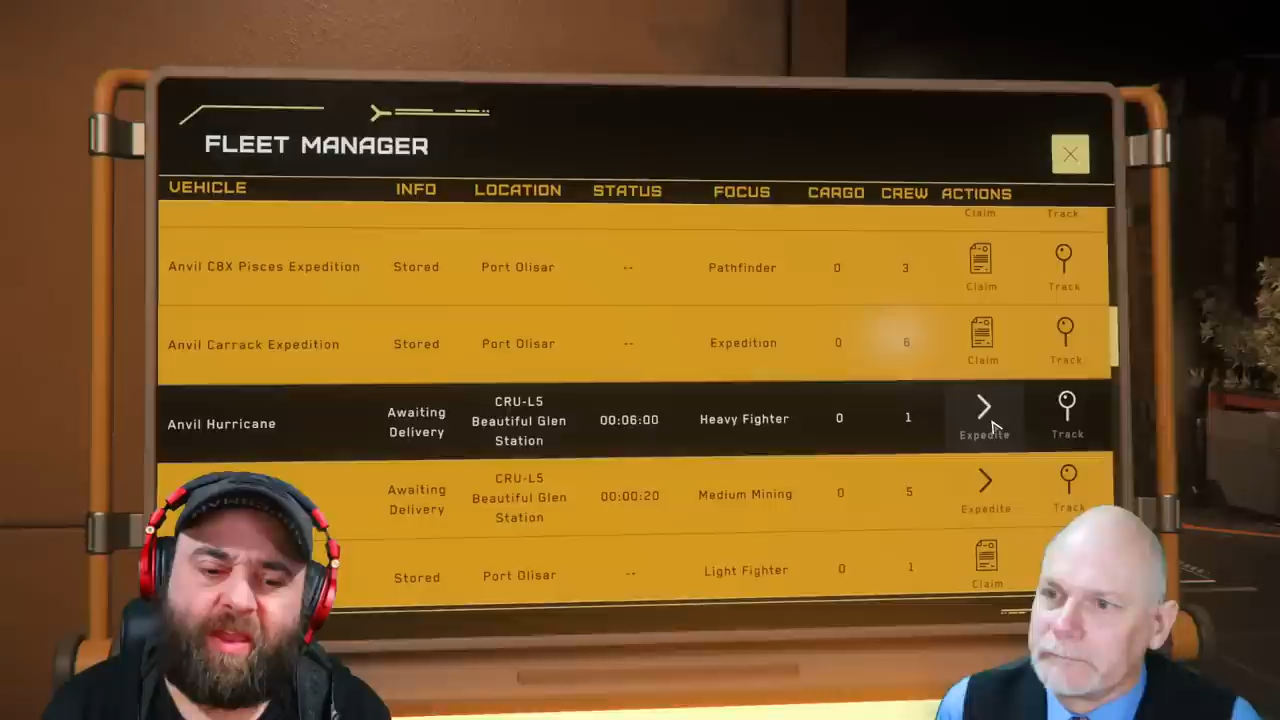 FLEET MANAGER
VEHICLE INFO LOCATION STATUS FOCUS CARGO CREW ACTIONS
Claim Track
Anvil C8X Pisces Expedition Stored Port Olisar -- Pathfinder 0 3 Claim Track
Anvil Carrack Expedition Stored Port Olisar -- Expedition 0 6 Claim Track
Anvil Hurricane Awaiting Delivery CRU-L5 Beautiful Glen Station 00:06:00 Heavy Fighter 0 1 Expedite Track
Awaiting Delivery CRU-L5 Beautiful Glen Station 00:00:20 Medium Mining 0 5 Expedite Track
Stored Port Olisar -- Light Fighter 0 1 Claim